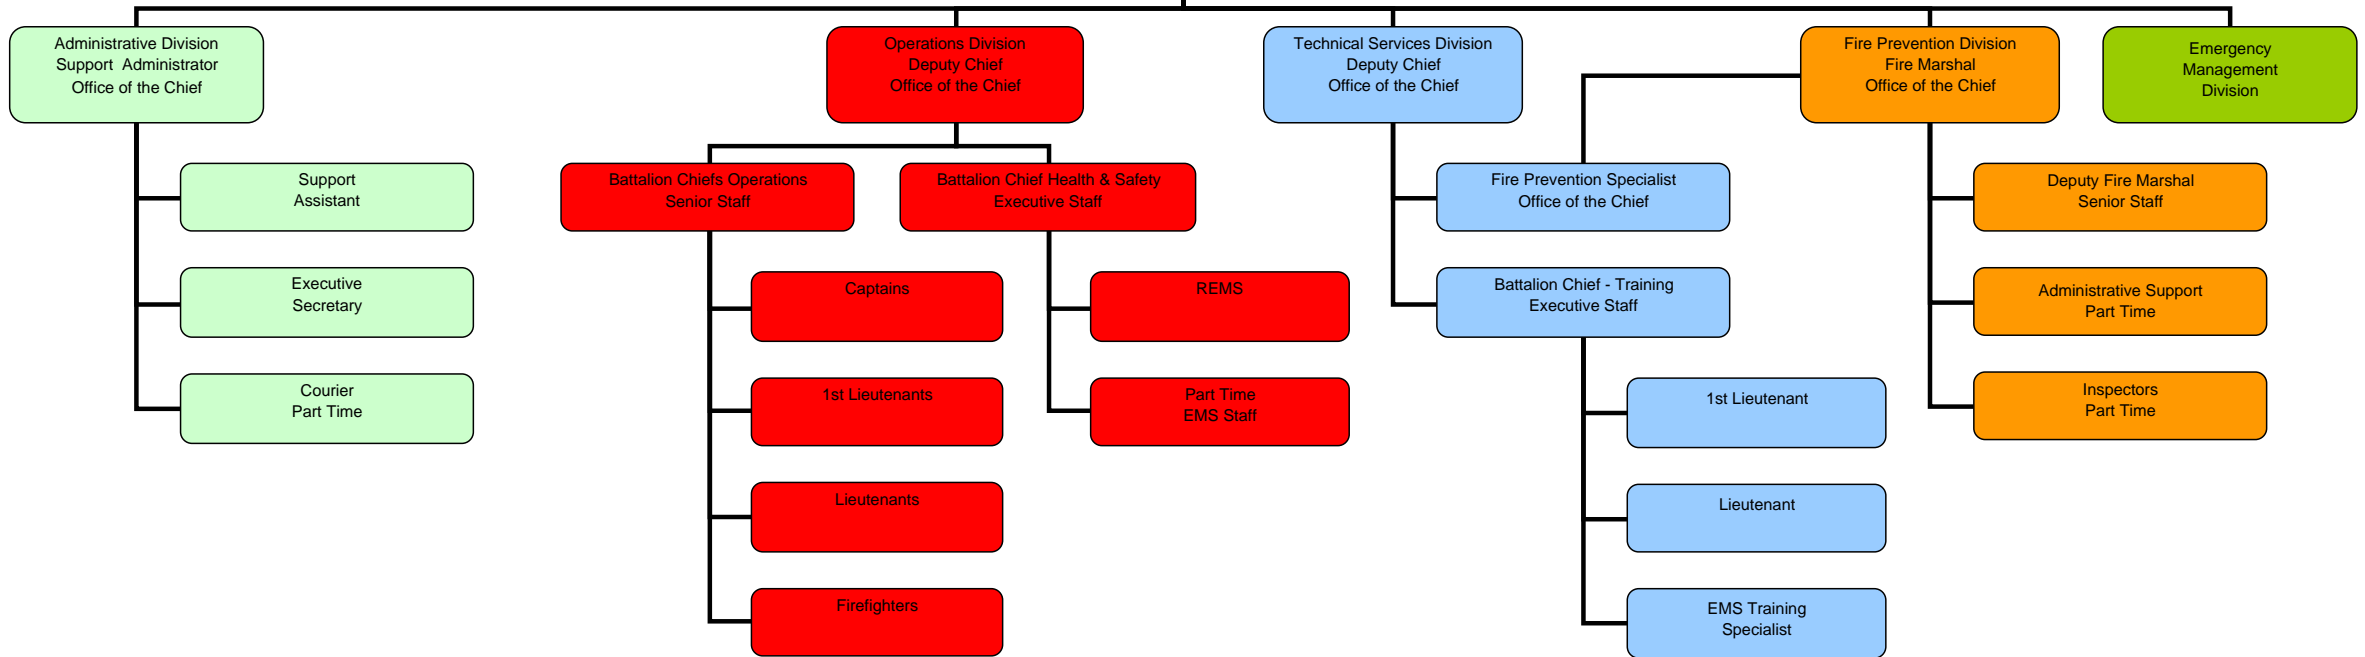 Administrative Division
Support Administrator
Office of the Chief
Operations Division
Deputy Chief
Office of the Chief
Technical Services Division
Deputy Chief
Office of the Chief
Fire Prevention Division
Fire Marshal
Office of the Chief
Emergency
Management
Division
Support
Assistant
Battalion Chiefs Operations
Senior Staff
Battalion Chief Health & Safety
Executive Staff
Fire Prevention Specialist
Office of the Chief
Deputy Fire Marshal
Senior Staff
Executive
Secretary
Captains
REMS
Battalion Chief - Training
Executive Staff
Administrative Support
Part Time
Courier
Part Time
1st Lieutenants
Part Time
EMS Staff
1st Lieutenant
Inspectors
Part Time
Lieutenants
Lieutenant
Firefighters
EMS Training
Specialist